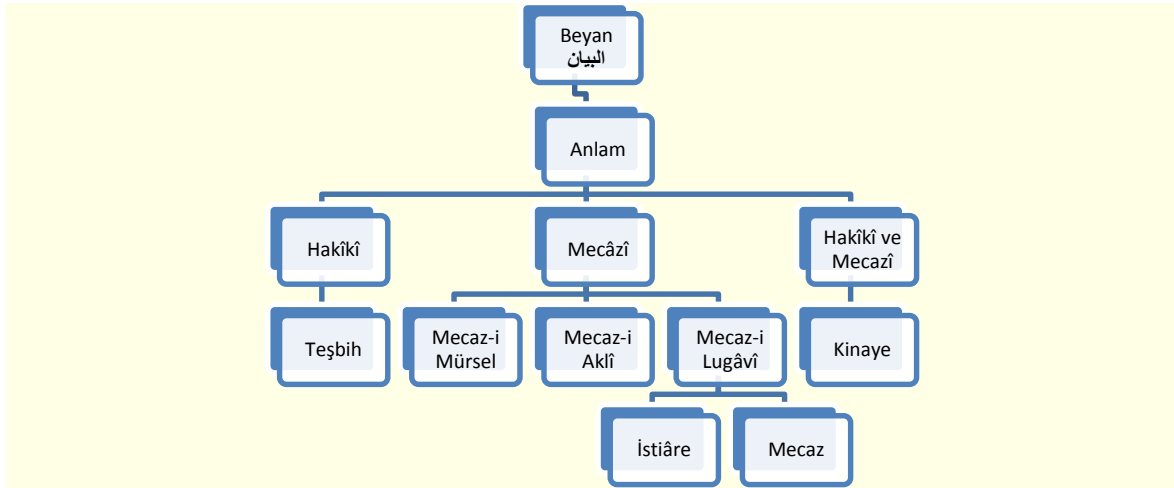 Beyan
البيان
Anlam
Hakîkî
Mecâzî
Hakîkî ve
Mecazî
Teşbih
Mecaz-i
Mürsel
Mecaz-i
Aklî
Mecaz-i
Lugâvî
Kinaye
İstiâre
Mecaz